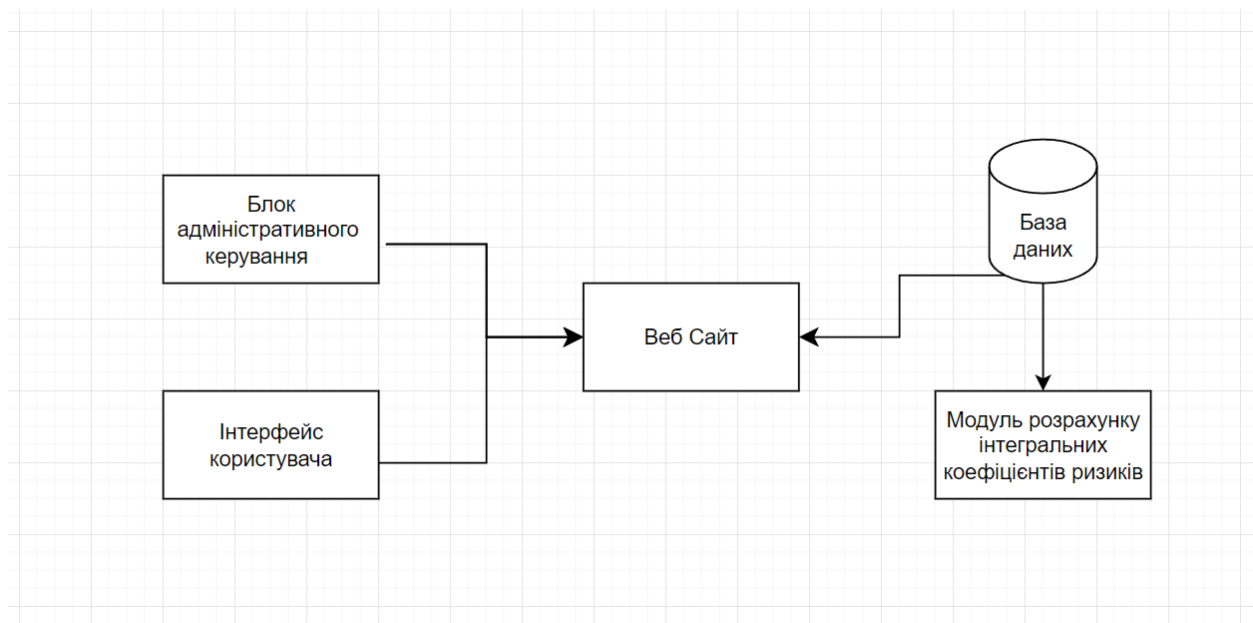 Блок
адміністративного
керування
Інтерфейс
користувача
Веб Сайт
База
даних
Модуль розрахунку
інтегральних
коефіцієнтів ризиків